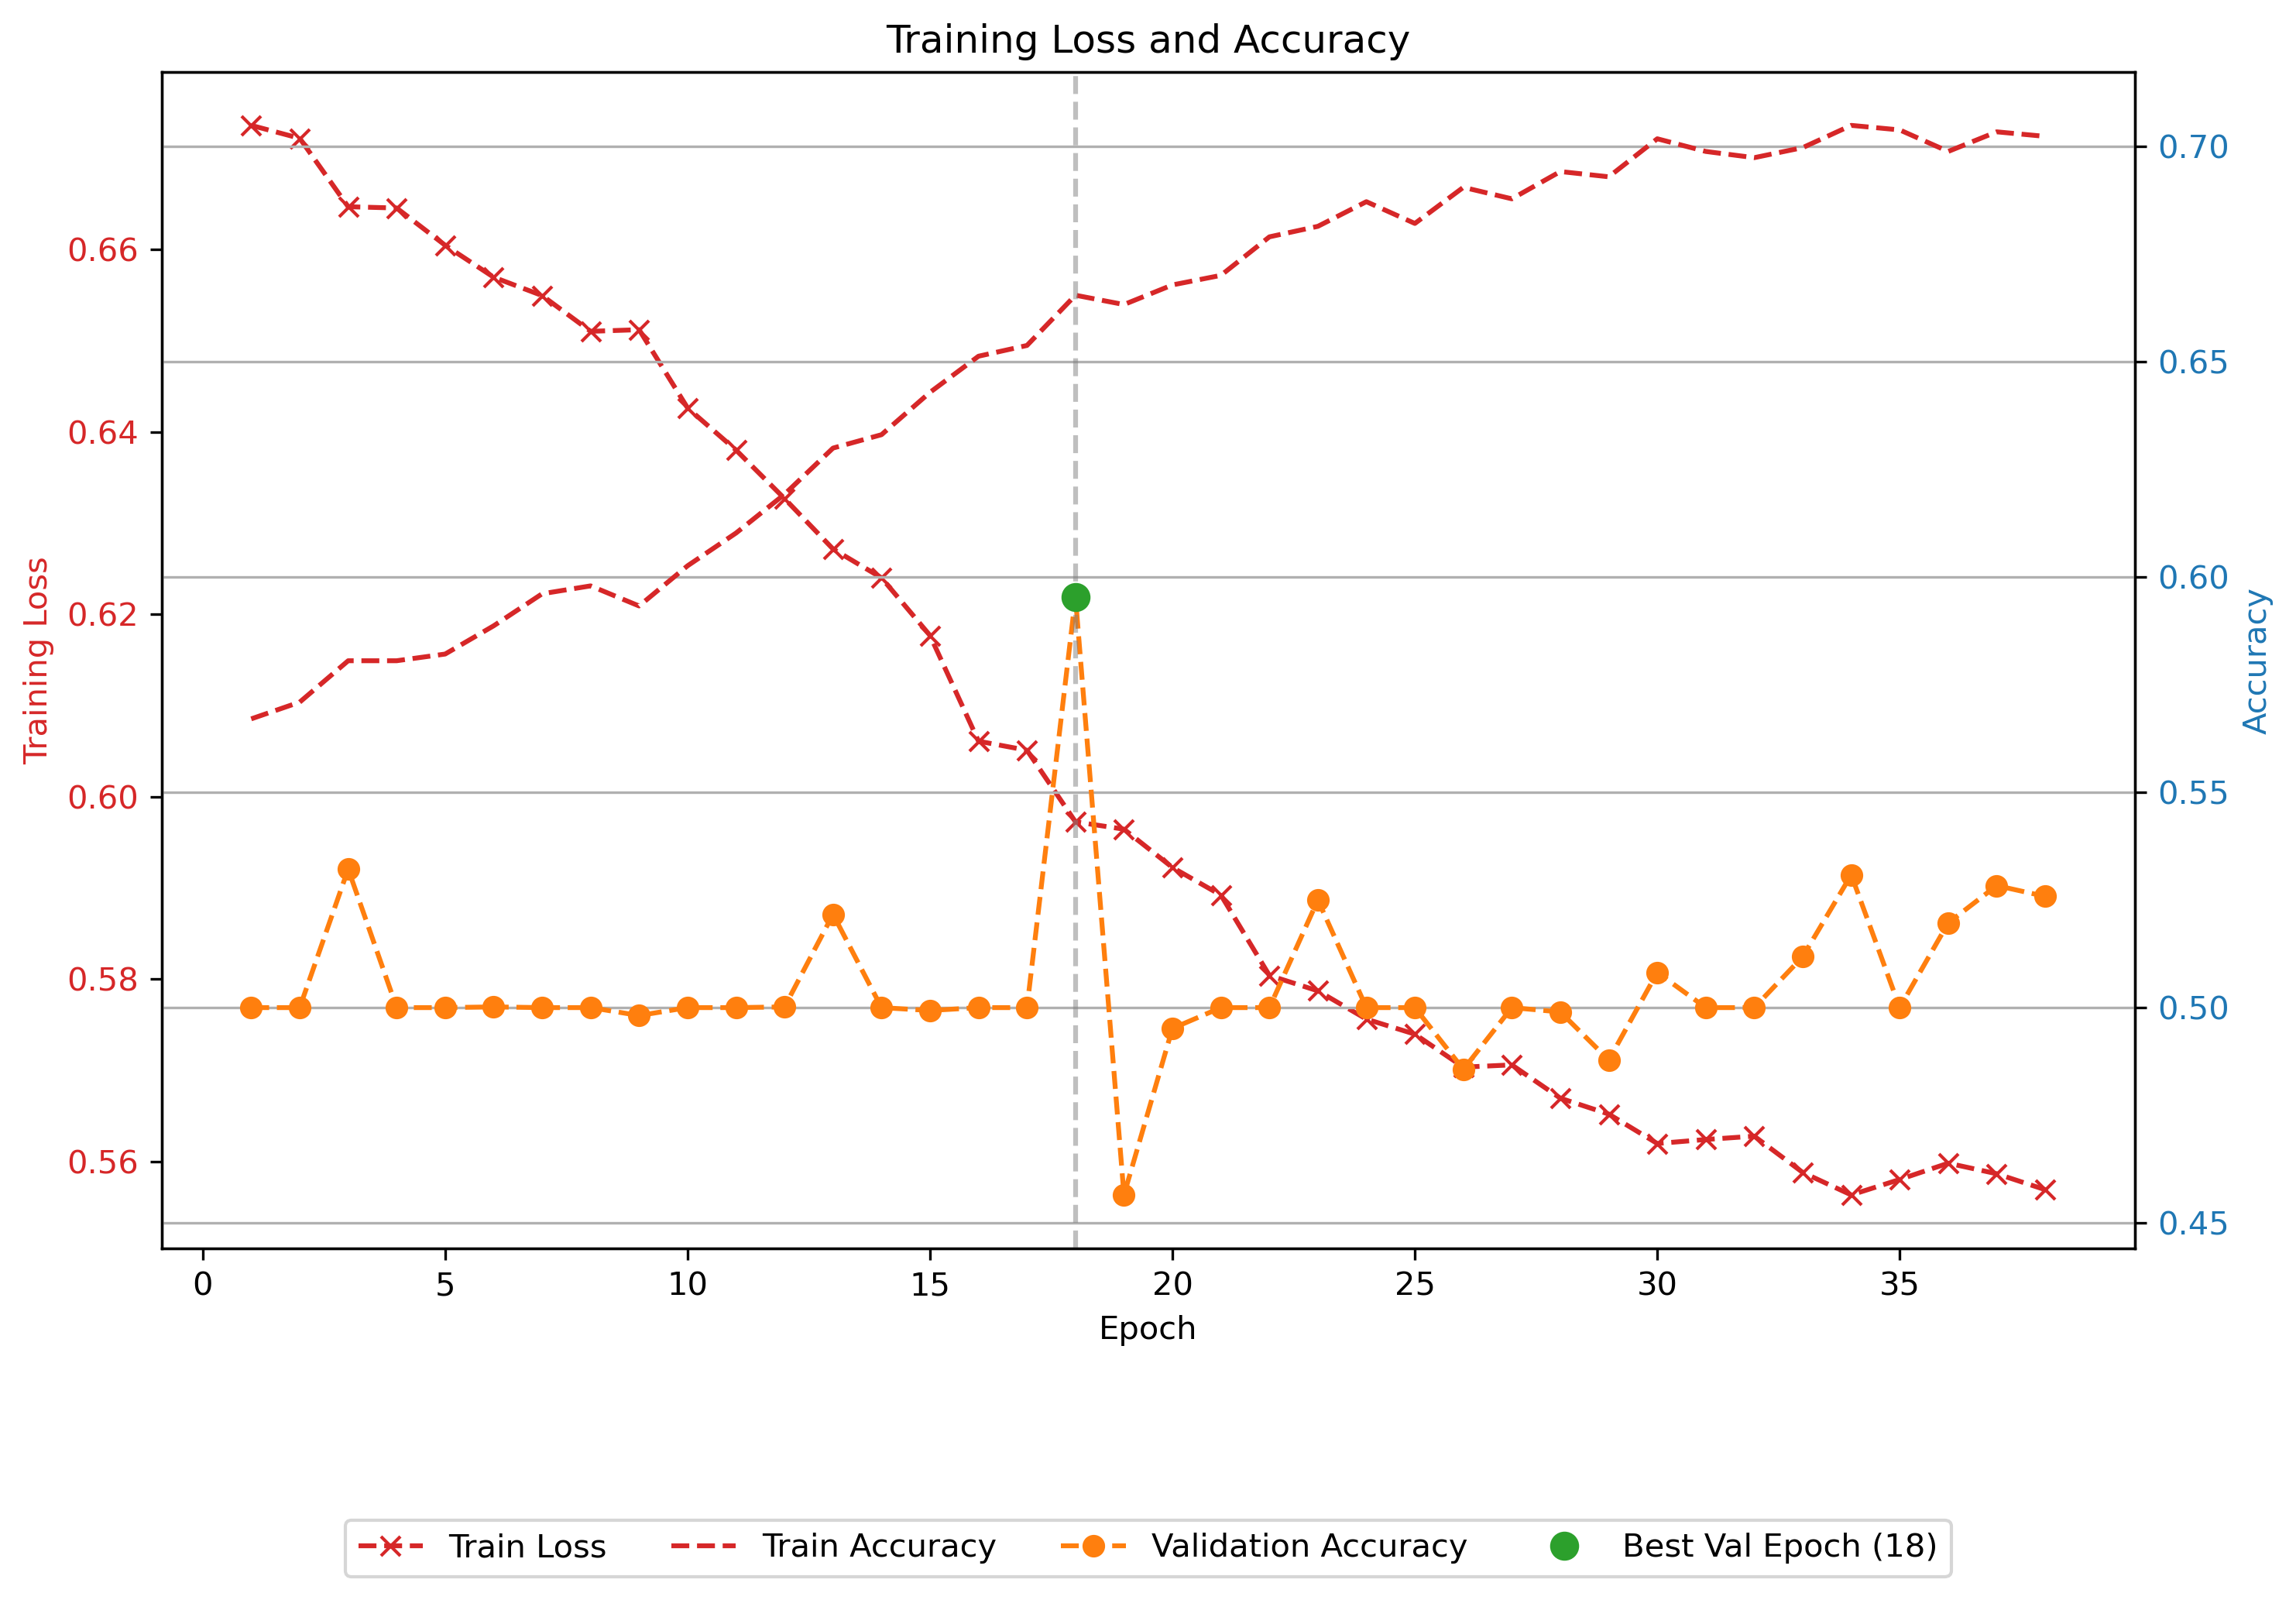 Training Loss and Accuracy
Training Loss
0.66
0.64
0.62
0.60
0.58
0.56
0.70
0.65
0.60
0.55
0.50
0.45
Accuracy
0 5 10 15 20 25 30 35
Epoch
Train Loss Train Accuracy Validation Accuracy Best Val Epoch (18)